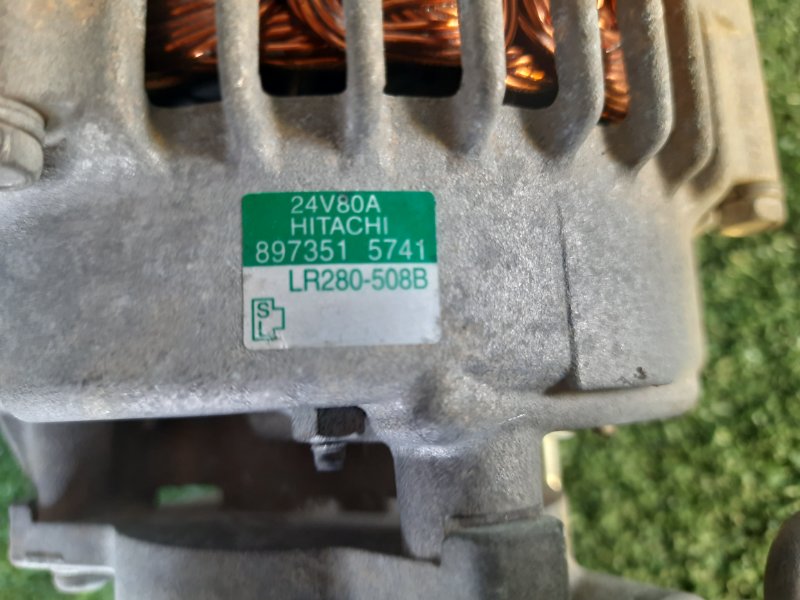 24V80A
HITACHI
897351 5741
LR280-508B
S
L